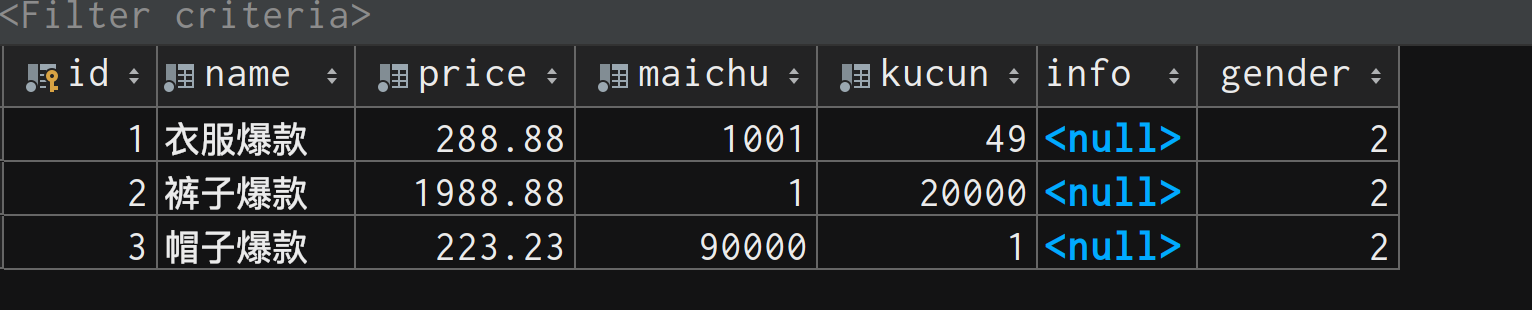 <Filter criteria>
id name price maichu kucun info gender
1 衣服爆款 288.88 1001 49 <null> 2
2 裤子爆款 1988.88 1 20000 <null> 2
3 帽子爆款 223.23 90000 1 <null> 2